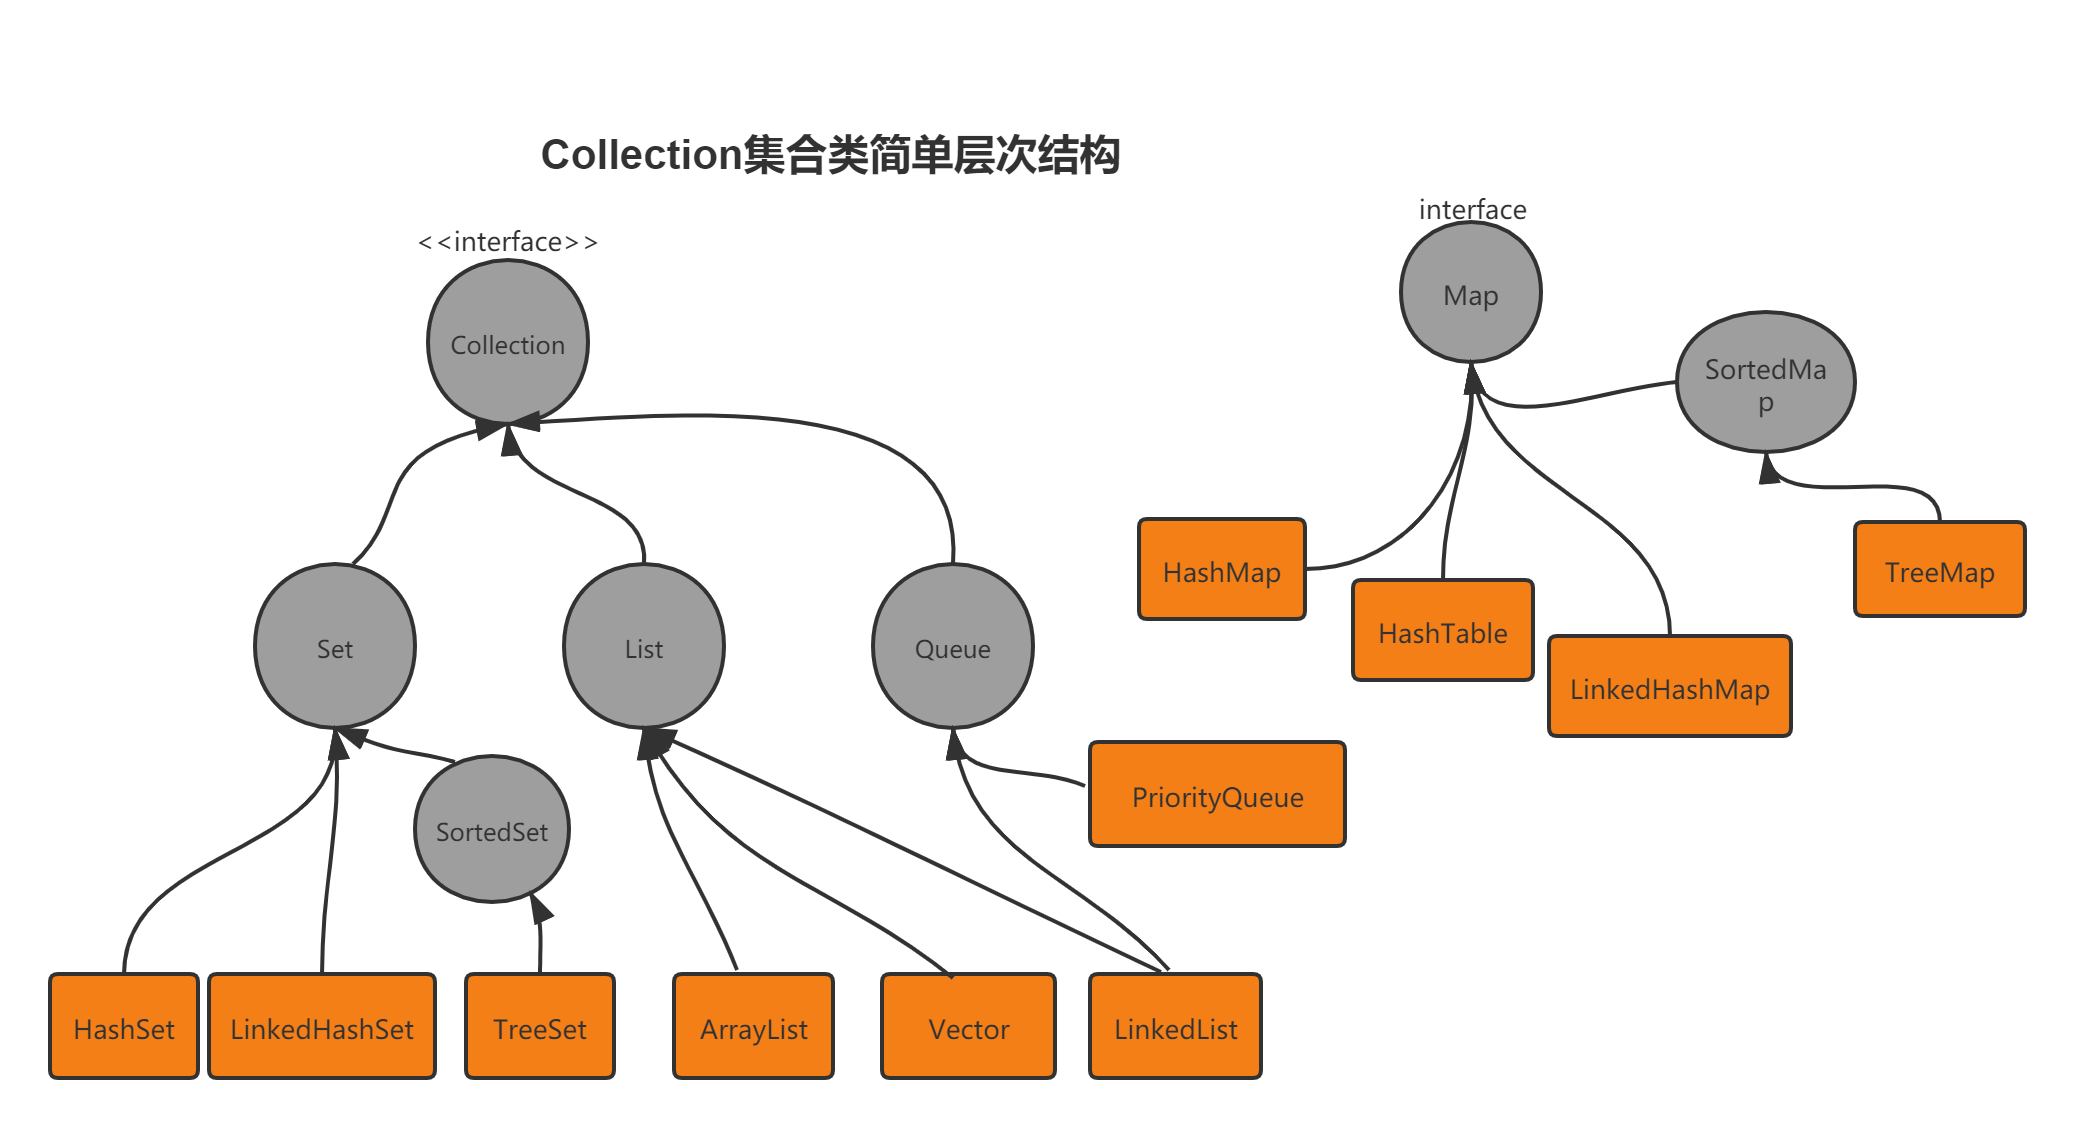 Collection集合类简单层次结构
<<interface>>
Collection
interface
Map
SortedMa
p
HashMap
HashTable
LinkedHashMap
TreeMap
Set
List
Queue
SortedSet
PriorityQueue
HashSet
LinkedHashSet
TreeSet
ArrayList
Vector
LinkedList